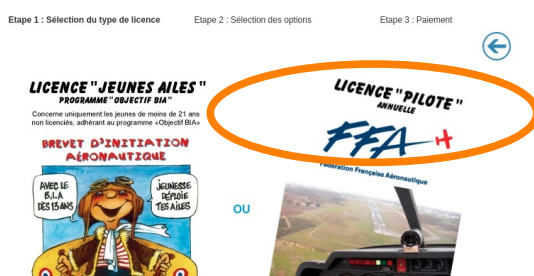 Etape 1 : Sélection du type de licence
Etape 2 : Sélection des options
Etape 3 : Paiement
LICENCE "JEUNES AILES"
PROGRAMME "OBJECTIF BIA"
Concerne uniquement les jeunes de moins de 21 ans
non licenciés, adhérant au programme «Objectif BIA»
BREVET D'INITIATION
AÉRONAUTIQUE
AVEC LE
B.I.A
DÈS 13 ANS
JEUNESSE
DÉPLOIE
TES AILES
OU
LICENCE "PILOTE"
ANNUELLE
FFA
Fédération Française Aéronautique